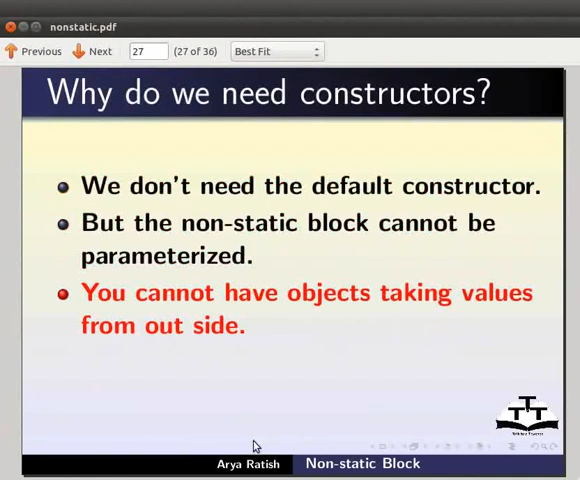 nonstatic.pdf
Previous Next 27 (27 of 36) Best Fit
Why do we need constructors?
We don't need the default constructor.
But the non-static block cannot be
parameterized.
You cannot have objects taking values
from out side.
TTT
Arya Ratish Non-static Block